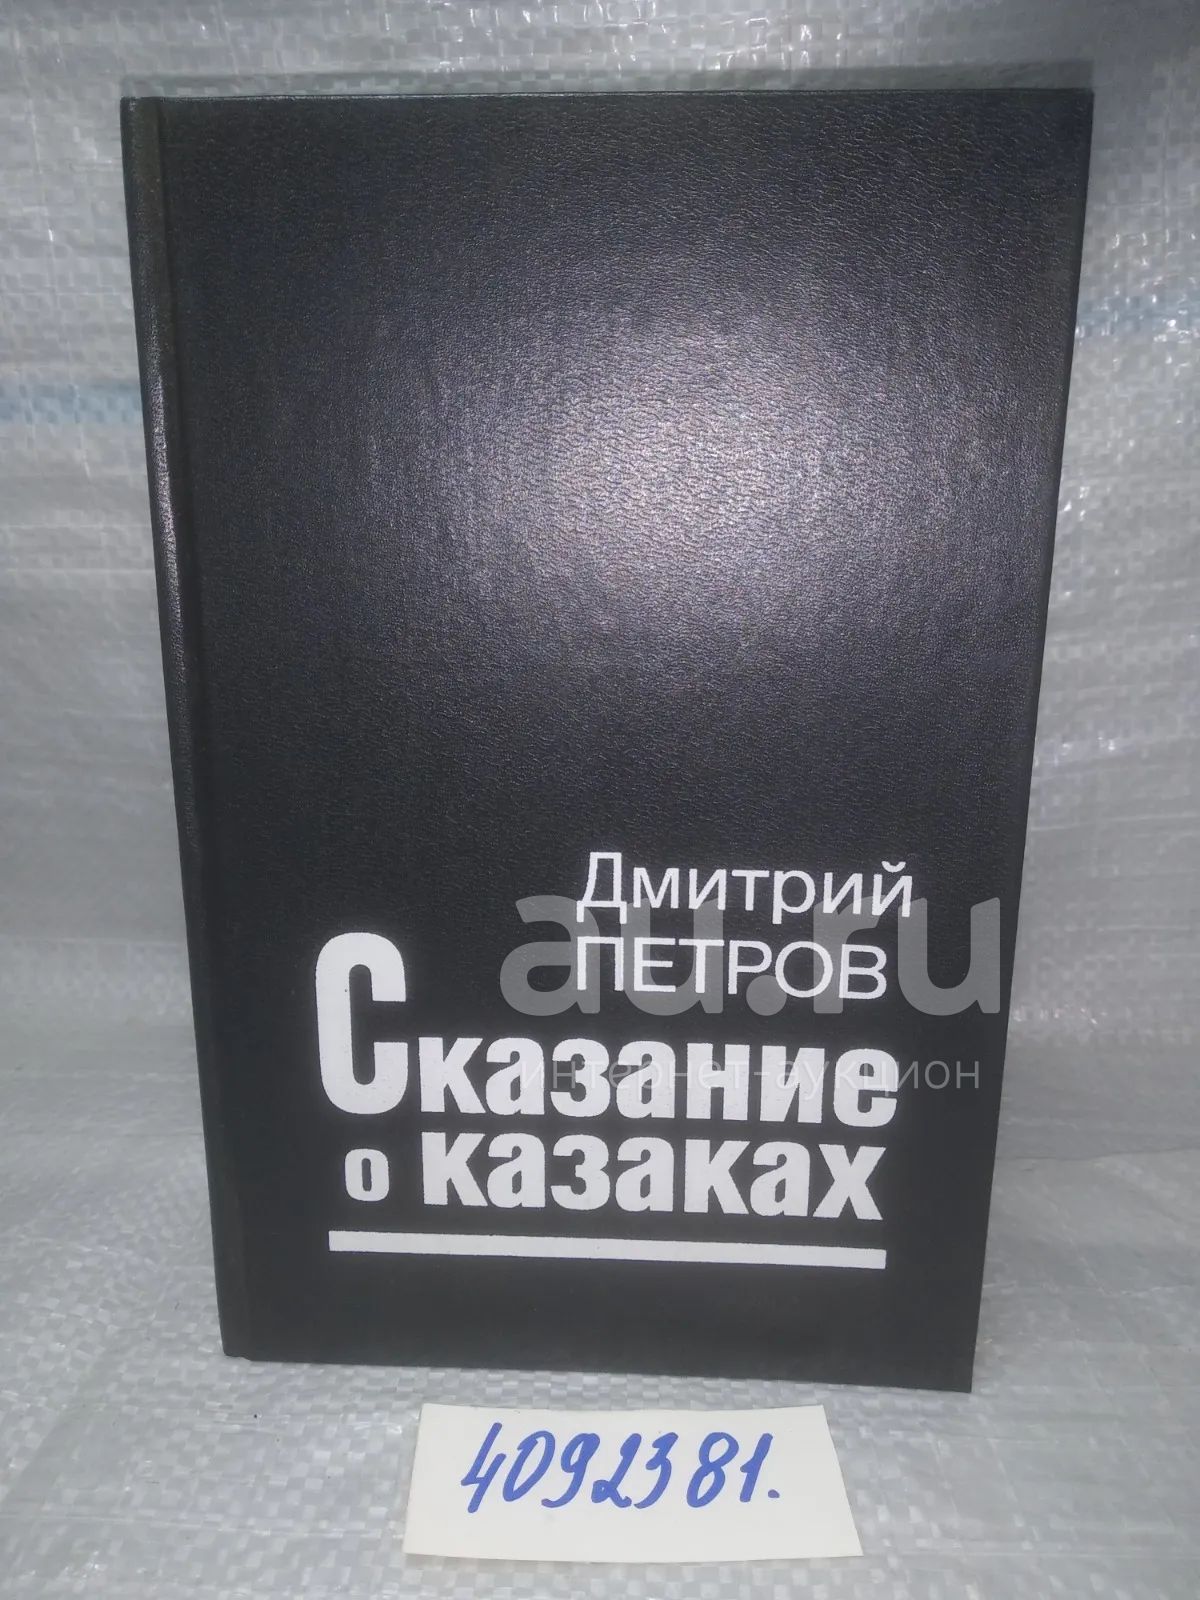 Дмитрий
ПЕТРОВ
au.ru
Сказание
интернет-аукцион
о казаках
4092381.